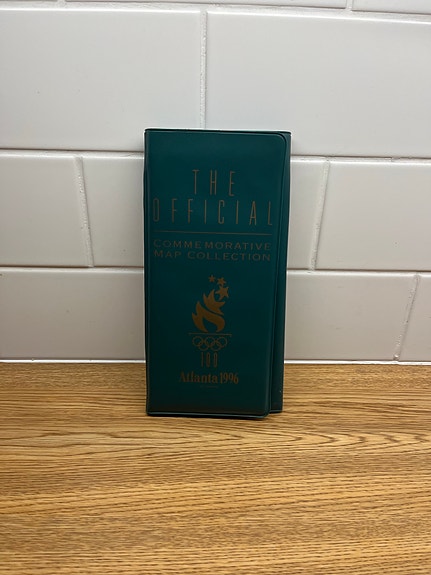 THE
OFFICIAL
COMMEMORATIVE
MAP COLLECTION
100
Atlanta 1996